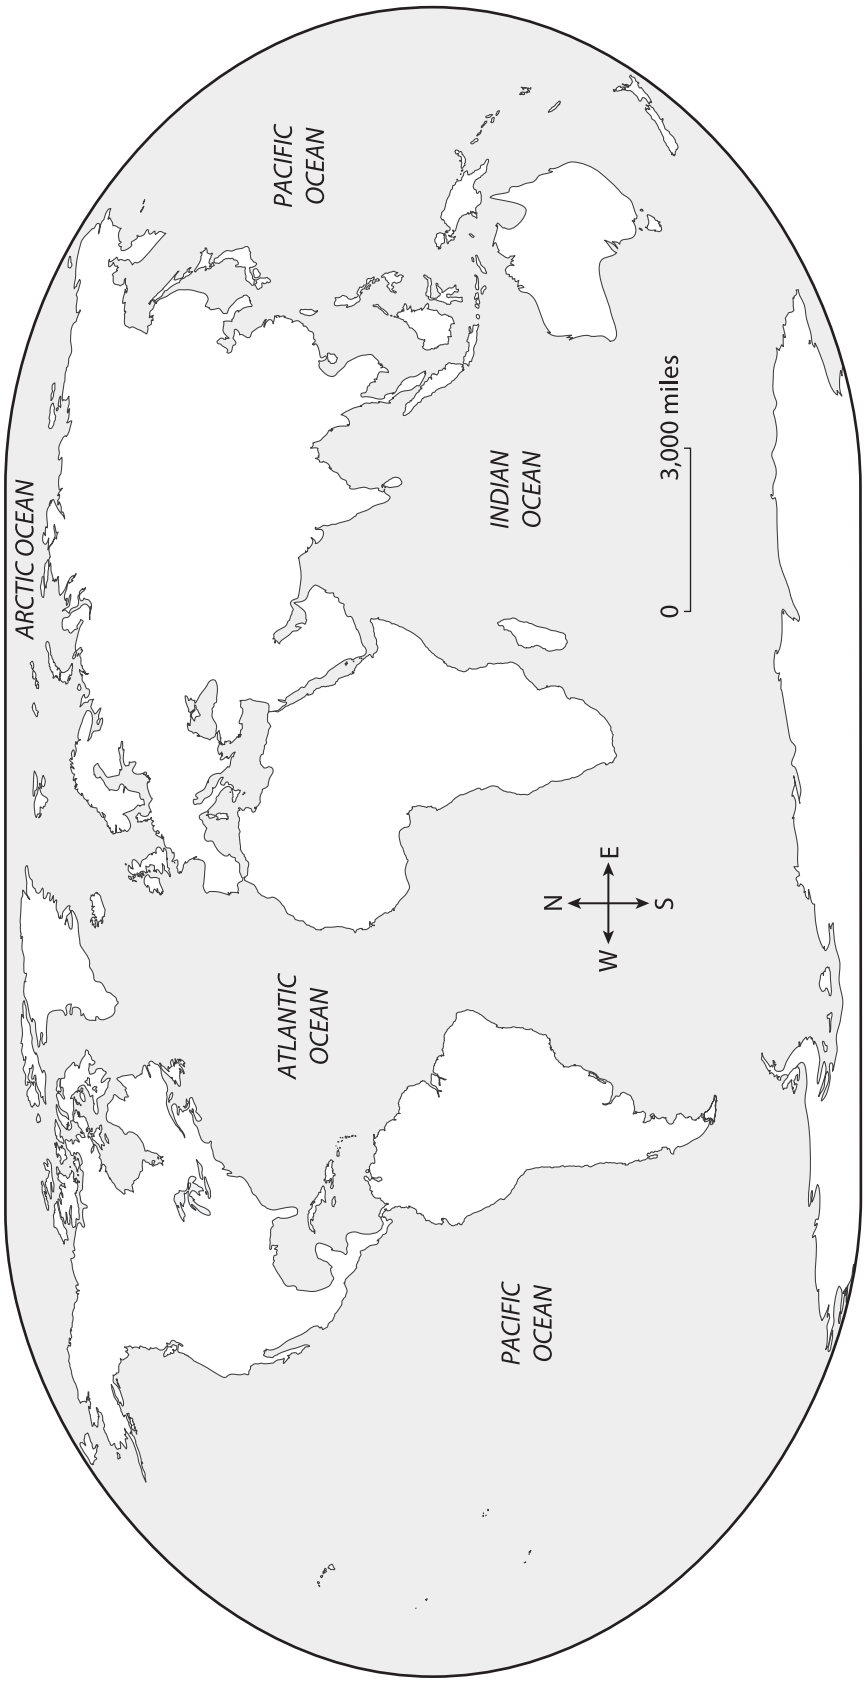 ARCTIC OCEAN
PACIFIC
OCEAN
ATLANTIC
OCEAN
INDIAN
OCEAN
PACIFIC
OCEAN
N
W
E
S
0
3,000 miles